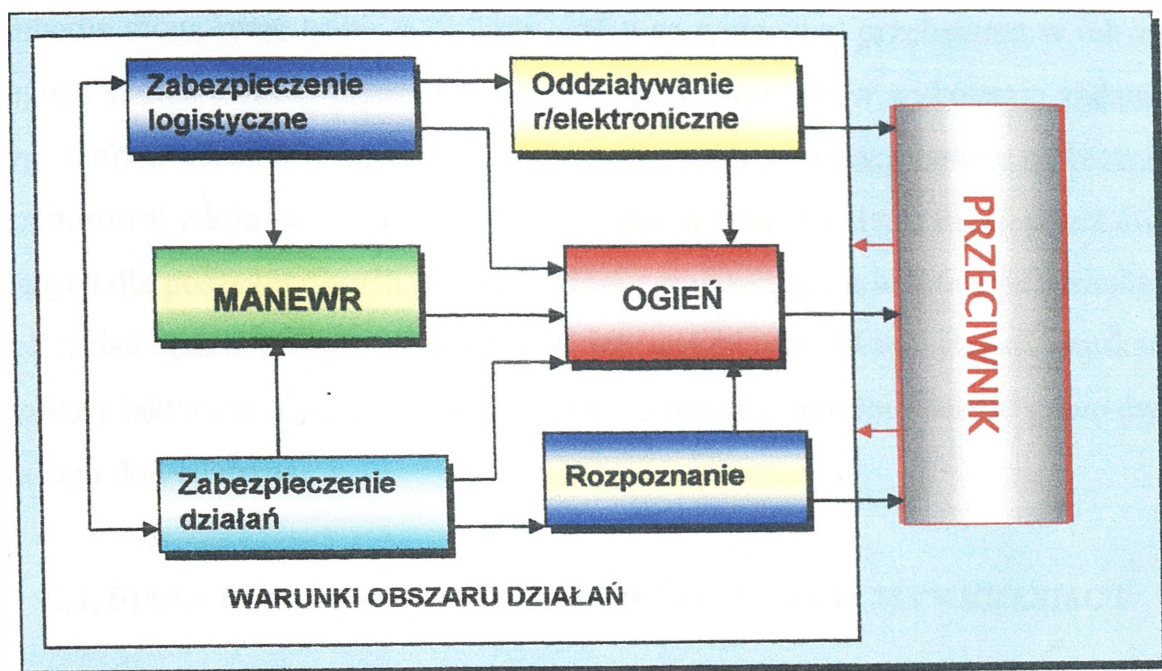 Zabezpieczenie
logistyczne
Oddziaływanie
r/elektroniczne
MANEWR
OGIEŃ
PRZECIWNIK
Zabezpieczenie
działań
Rozpoznanie
WARUNKI OBSZARU DZIAŁAŃ